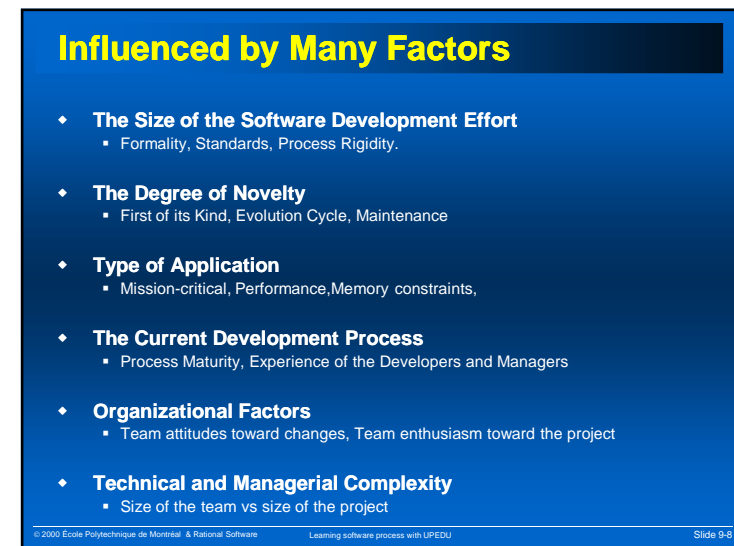 Influenced by Many Factors
The Size of the Software Development Effort
Formality, Standards, Process Rigidity.
The Degree of Novelty
First of its Kind, Evolution Cycle, Maintenance
Type of Application
Mission-critical, Performance,Memory constraints,
The Current Development Process
Process Maturity, Experience of the Developers and Managers
Organizational Factors
Team attitudes toward changes, Team enthusiasm toward the project
Technical and Managerial Complexity
Size of the team vs size of the project
© 2000 École Polytechnique de Montréal & Rational Software Learning software process with UPEDU Slide 9-8